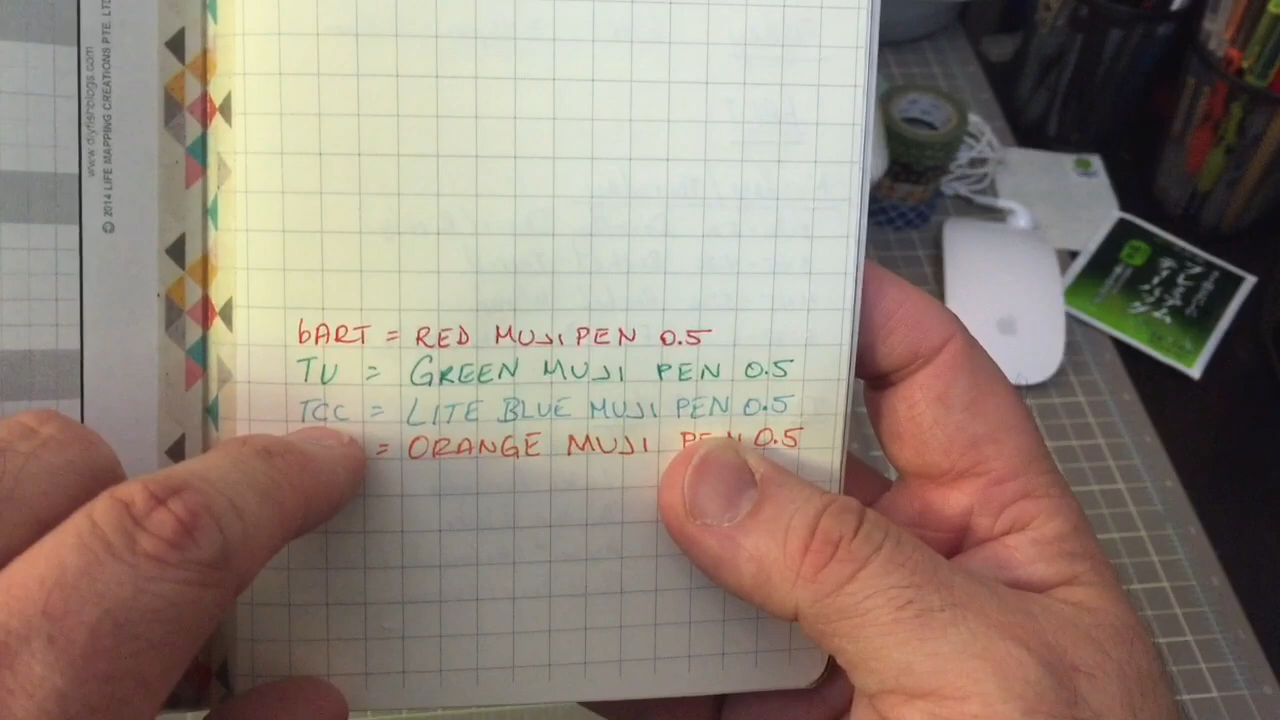 www.diyfishblogs.com
© 2014 LIFE MAPPING CREATIONS PTE. LTD
bART = RED MUJI PEN 0.5
TU = GREEN MUJI PEN 0.5
TCC = LITE BLUE MUJI PEN 0.5
= ORANGE MUJI PEN 0.5